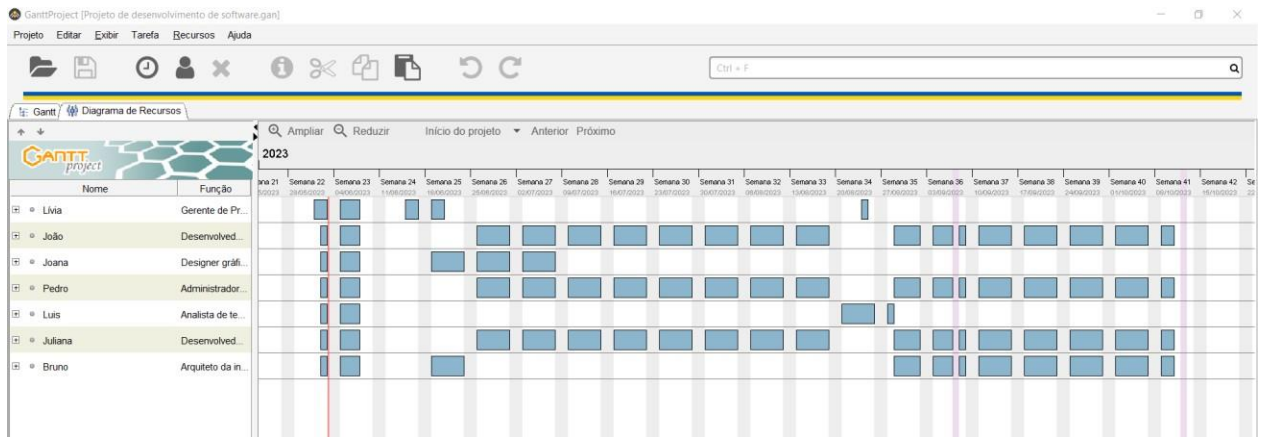 GanttProject [Projeto de desenvolvimento de software.gan]
Projeto Editar Exibir Tarefa Recursos Ajuda
Ctrl + F
Gantt Diagrama de Recursos
Ampliar Reduzir Início do projeto Anterior Próximo
GANTT project
2023
Nome Função
ana 21 Semana 22 Semana 23 Semana 24 Semana 25 Semana 26 Semana 27 Semana 28 Semana 29 Semana 30 Semana 31 Semana 32 Semana 33 Semana 34 Semana 35 Semana 36 Semana 37 Semana 38 Semana 39 Semana 40 Semana 41 Semana 42 Se
Lívia Gerente de Pr...
João Desenvolved...
Joana Designer gráfi...
Pedro Administrador...
Luis Analista de te...
Juliana Desenvolved...
Bruno Arquiteto da in...